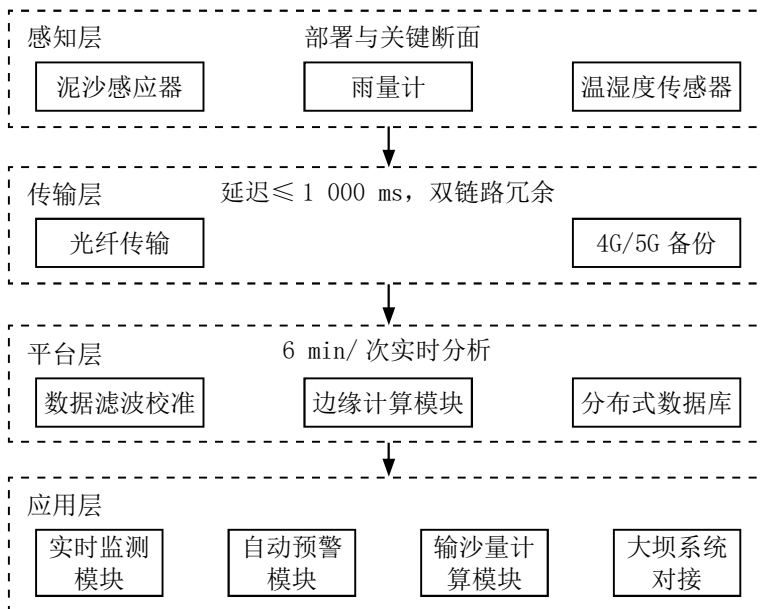 感知层 部署与关键断面
泥沙感应器 雨量计 温湿度传感器
传输层 延迟≤1 000 ms，双链路冗余
光纤传输 4G/5G 备份
平台层 6 min/次实时分析
数据滤波校准 边缘计算模块 分布式数据库
应用层
实时监测
模块
自动预警
模块
输沙量计
算模块
大坝系统
对接